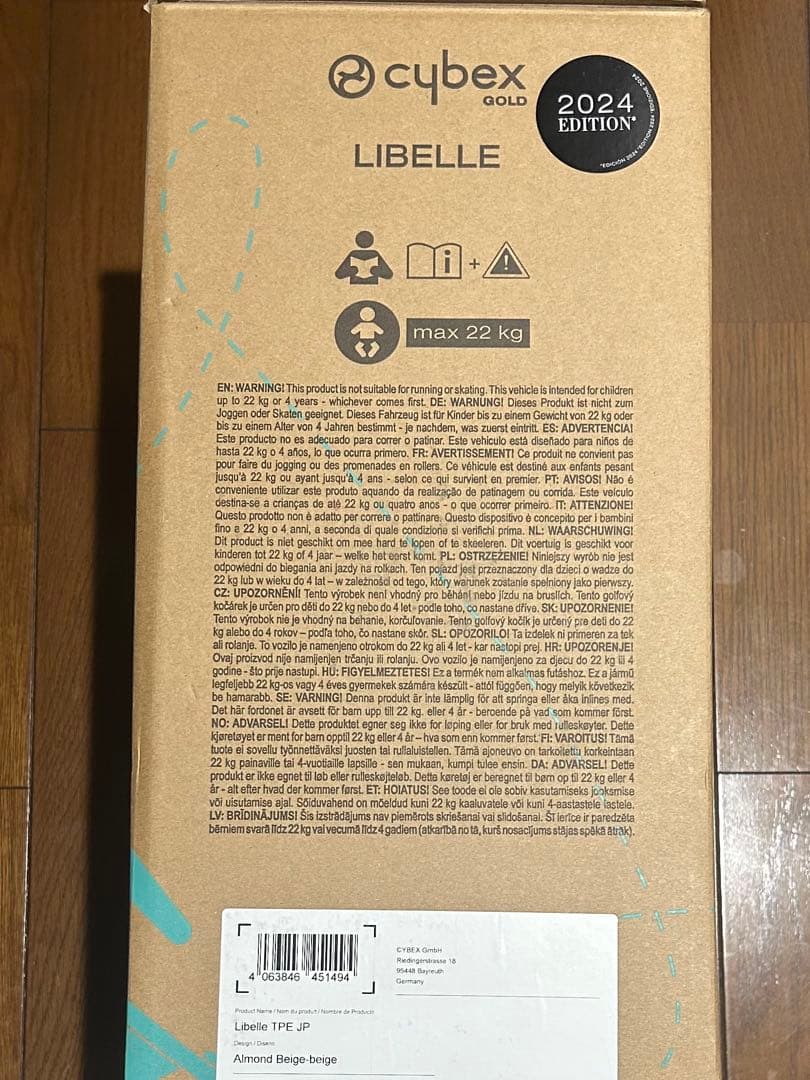 cybex
GOLD
2024
EDITION*
*EDICIÓN 2024. *ÉDITION 2024. *EDIZIONE 2024.
LIBELLE
i + !
max 22 kg
EN: WARNING! This product is not suitable for running or skating. This vehicle is intended for children
up to 22 kg or 4 years - whichever comes first. DE: WARNUNG! Dieses Produkt ist nicht zum
Joggen oder Skaten geeignet. Dieses Fahrzeug ist für Kinder bis zu einem Gewicht von 22 kg oder
bis zu einem Alter von 4 Jahren bestimmt - je nachdem, was zuerst eintritt. ES: ADVERTENCIA!
Este producto no es adecuado para correr o patinar. Este vehículo está diseñado para niños de
hasta 22 kg o 4 años, lo que ocurra primero. FR: AVERTISSEMENT! Ce produit ne convient pas
pour faire du jogging ou des promenades en rollers. Ce véhicule est destiné aux enfants pesant
jusqu'à 22 kg ou ayant jusqu'à 4 ans - selon ce qui survient en premier. PT: AVISOS! Não é
conveniente utilizar este produto aquando da realização de patinagem ou corrida. Este veículo
destina-se a crianças de até 22 kg ou quatro anos - o que ocorrer primeiro. IT: ATTENZIONE!
Questo prodotto non è adatto per correre o pattinare. Questo dispositivo è concepito per i bambini
fino a 22 kg o 4 anni, a seconda di quale condizione si verifichi prima. NL: WAARSCHUWING!
Dit product is niet geschikt om mee hard te lopen of te skeeleren. Dit voertuig is geschikt voor
kinderen tot 22 kg of 4 jaar – welke het eerst komt. PL: OSTRZEŻENIE! Niniejszy wyrób nie jest
odpowiedni do biegania ani jazdy na rolkach. Ten pojazd jest przeznaczony dla dzieci o wadze do
22 kg lub w wieku do 4 lat – w zależności od tego, który warunek zostanie spełniony jako pierwszy.
CZ: UPOZORNĚNÍ! Tento výrobek není vhodný pro běhání nebo jízdu na bruslích. Tento golfový
kočárek je určen pro děti do 22 kg nebo do 4 let - podle toho, co nastane dříve. SK: UPOZORNENIE!
Tento výrobok nie je vhodný na behanie, korčuľovanie. Tento golfový kočík je určený pre deti do 22
kg alebo do 4 rokov – podľa toho, čo nastane skôr. SL: OPOZORILO! Ta izdelek ni primeren za tek
ali rolanje. To vozilo je namenjeno otrokom do 22 kg ali 4 let - kar nastopi prej. HR: UPOZORENJE!
Ovaj proizvod nije namijenjen trčanju ili rolanju. Ovo vozilo je namijenjeno za djecu do 22 kg ili 4
godine - što prije nastupi. HU: FIGYELMEZTETÉS! Ez a termék nem alkalmas futáshoz. Ez a jármű
legfeljebb 22 kg-os vagy 4 éves gyermekek számára készült - attól függően, hogy melyik következik
be hamarabb. SE: VARNING! Denna produkt är inte lämplig för att springa eller åka inlines med.
Det här fordonet är avsett för barn upp till 22 kg. eller 4 år - beroende på vad som kommer först.
NO: ADVARSEL! Dette produktet egner seg ikke for løping eller for bruk med rulleskøyter. Dette
kjøretøyet er ment for barn opptil 22 kg eller 4 år – hva som enn kommer først. FI: VAROITUS! Tämä
tuote ei sovellu työnnettäväksi juosten tai rullaluistellen. Tämä ajoneuvo on tarkoitettu korkeintaan
22 kg painaville tai 4-vuotiaille lapsille - sen mukaan, kumpi tulee ensin. DA: ADVARSEL! Dette
produkt er ikke egnet til løb eller rulleskøjteløb. Dette køretøj er beregnet til børn op til 22 kg eller 4
år - alt efter hvad der kommer først. ET: HOIATUS! See toode ei ole sobiv kasutamiseks jooksmise
või uisutamise ajal. Sõiduvahend on mõeldud kuni 22 kg kaaluvatele või kuni 4-aastastele lastele.
LV: BRĪDINĀJUMS! Šis izstrādājums nav piemērots skriešanai vai slidošanai. Šī ierīce ir paredzēta
bērniem svarā līdz 22 kg vai vecumā līdz 4 gadiem (atkarībā no tā, kurš nosacījums stājas spēkā ātrāk).
4 063846 451494
CYBEX GmbH
Riedingerstrasse 18
95448 Bayreuth
Germany
Product Name / Nom du produit / Nombre de Producto
Libelle TPE JP
Design / Diseno
Almond Beige-beige